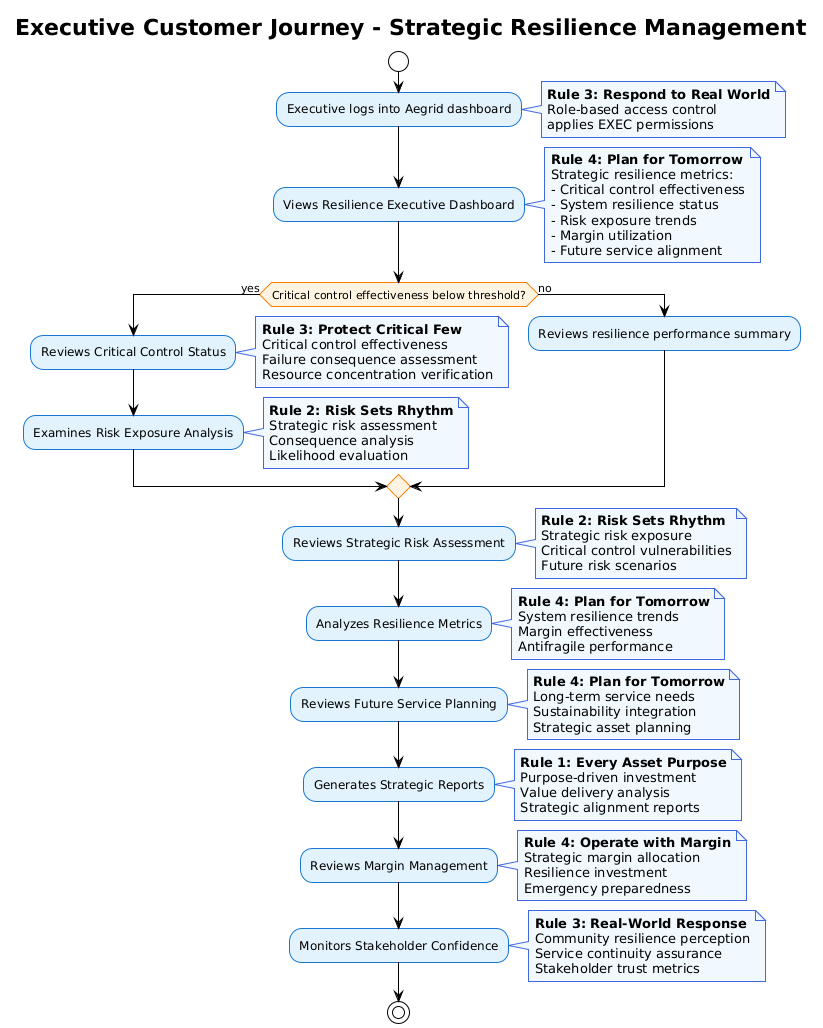 Executive Customer Journey - Strategic Resilience Management
Executive logs into Aegrid dashboard
Rule 3: Respond to Real World
Role-based access control
applies EXEC permissions
Views Resilience Executive Dashboard
Rule 4: Plan for Tomorrow
Strategic resilience metrics:
- Critical control effectiveness
- System resilience status
- Risk exposure trends
- Margin utilization
- Future service alignment
yes
Critical control effectiveness below threshold?
no
Reviews Critical Control Status
Rule 3: Protect Critical Few
Critical control effectiveness
Failure consequence assessment
Resource concentration verification
Reviews resilience performance summary
Examines Risk Exposure Analysis
Rule 2: Risk Sets Rhythm
Strategic risk assessment
Consequence analysis
Likelihood evaluation
Reviews Strategic Risk Assessment
Rule 2: Risk Sets Rhythm
Strategic risk exposure
Critical control vulnerabilities
Future risk scenarios
Analyzes Resilience Metrics
Rule 4: Plan for Tomorrow
System resilience trends
Margin effectiveness
Antifragile performance
Reviews Future Service Planning
Rule 4: Plan for Tomorrow
Long-term service needs
Sustainability integration
Strategic asset planning
Generates Strategic Reports
Rule 1: Every Asset Purpose
Purpose-driven investment
Value delivery analysis
Strategic alignment reports
Reviews Margin Management
Rule 4: Operate with Margin
Strategic margin allocation
Resilience investment
Emergency preparedness
Monitors Stakeholder Confidence
Rule 3: Real-World Response
Community resilience perception
Service continuity assurance
Stakeholder trust metrics